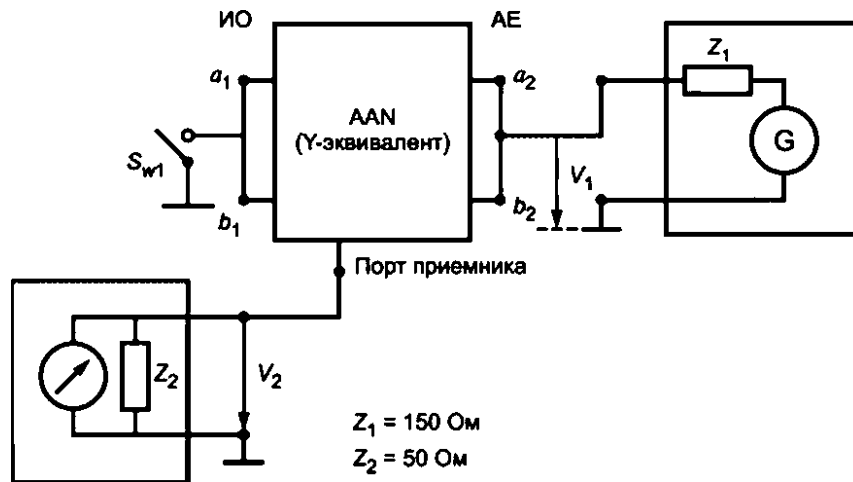 ИО
АЕ
Z1
a1
a2
AAN
(Y-эквивалент)
G
Sw1
V1
b1
b2
Порт приемника
Z2
V2
Z1 = 150 Ом
Z2 = 50 Ом